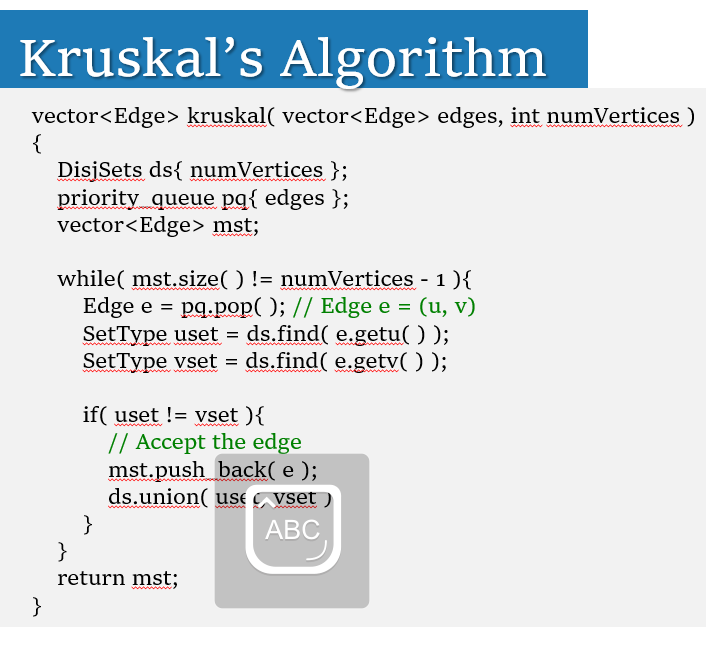 Kruskal's Algorithm
vector<Edge> kruskal( vector<Edge> edges, int numVertices )
{
DisjSets ds{ numVertices };
priority_queue pq{ edges };
vector<Edge> mst;
while( mst.size( ) != numVertices - 1 ){
Edge e = pq.pop( ); // Edge e = (u, v)
SetType uset = ds.find( e.getu( ) );
SetType vset = ds.find( e.getv( ) );
if( uset != vset ){
// Accept the edge
mst.push_back( e );
ds.union( uset, vset )
}
}
return mst;
}
ABC